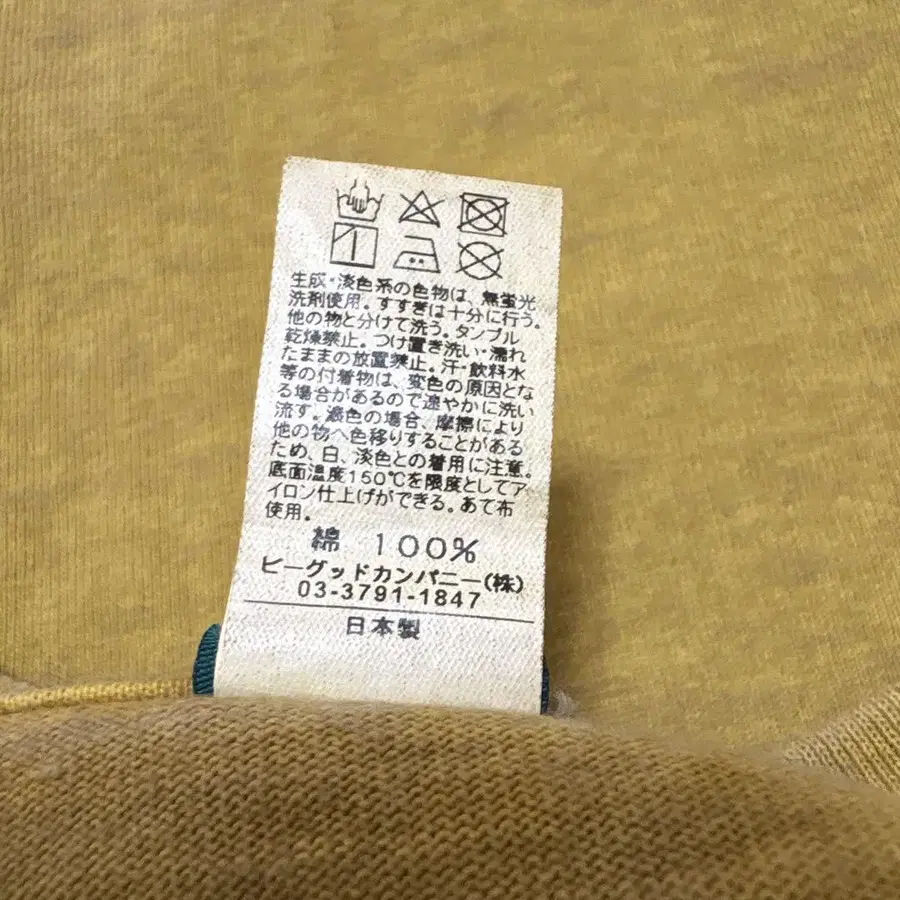 生成・淡色系の色物は、無蛍光
洗剤使用。すすぎは十分に行う。
他の物と分けて洗う。タンブル
乾燥禁止。つけ置き洗い・濡れ
たままの放置禁止。汗・飲料水
等の付着物は、変色の原因とな
る場合があるので速やかに洗い
流す。濃色の場合、摩擦により
他の物へ色移りすることがある
ため、白、淡色との着用に注意。
底面温度150℃を限度としてア
イロン仕上げができる。あて布
使用。
綿 100%
ビーグッドカンパニー(株)
03-3791-1847
日本製